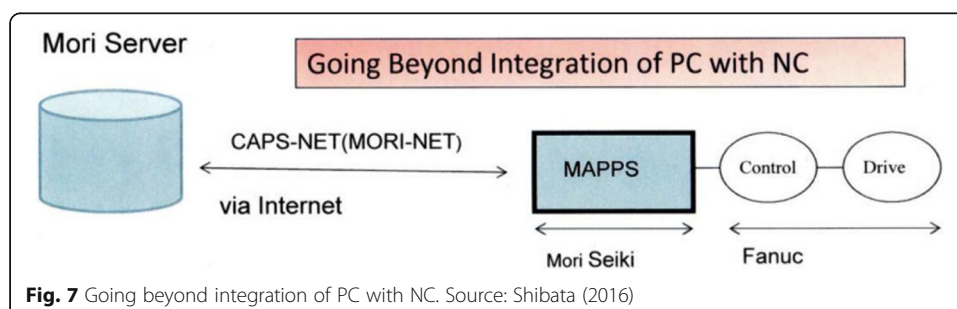 Mori Server
Going Beyond Integration of PC with NC
CAPS-NET(MORI-NET)
via Internet
MAPPS
Control
Drive
Mori Seiki
Fanuc
Fig. 7 Going beyond integration of PC with NC. Source: Shibata (2016)